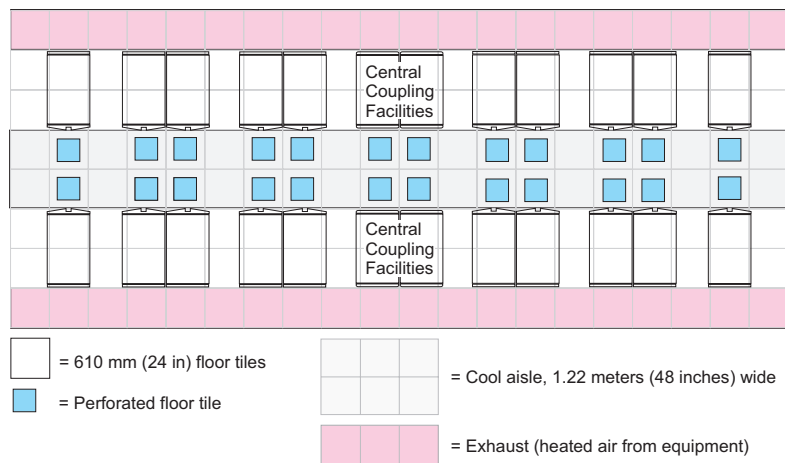 Central
Coupling
Facilities
Central
Coupling
Facilities
= 610 mm (24 in) floor tiles
= Perforated floor tile
= Cool aisle, 1.22 meters (48 inches) wide
= Exhaust (heated air from equipment)